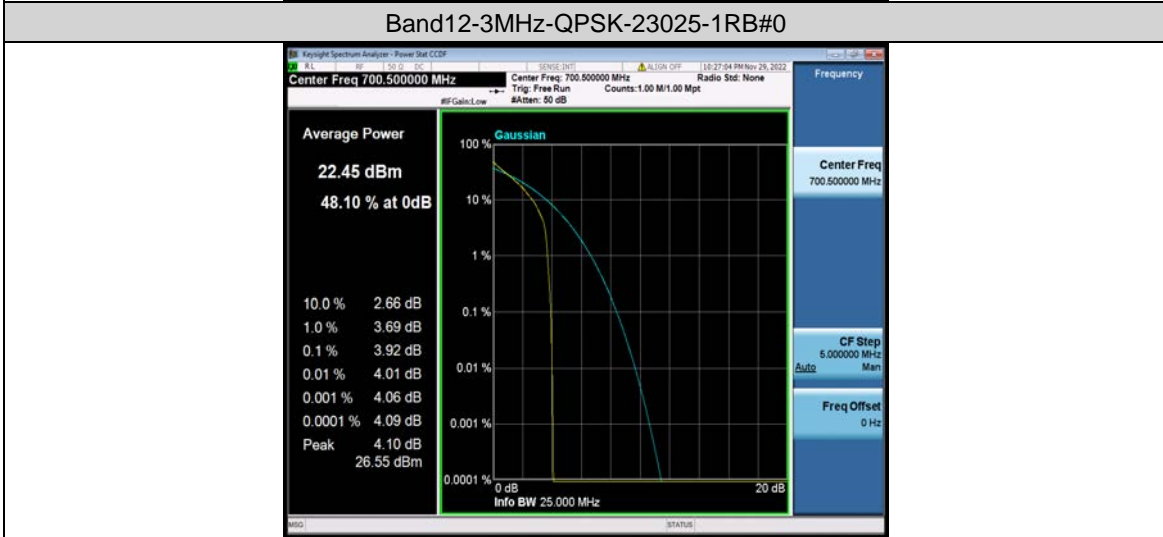 Band12-3MHz-QPSK-23025-1RB#0
Keysight Spectrum Analyzer - Power Stat CCDF
RL RF 50 Ω DC SENSE:INT ALIGN OFF 10:27:04 PM Nov 29, 2022
Center Freq 700.500000 MHz
Center Freq: 700.500000 MHz Radio Std: None
Trig: Free Run Counts:1.00 M/1.00 Mpt
#IFGain:Low #Atten: 50 dB
Frequency
Average Power
22.45 dBm
48.10 % at 0dB
10.0 % 2.66 dB
1.0 % 3.69 dB
0.1 % 3.92 dB
0.01 % 4.01 dB
0.001 % 4.06 dB
0.0001 % 4.09 dB
Peak 4.10 dB
26.55 dBm
Gaussian
100 %
10 %
1 %
0.1 %
0.01 %
0.001 %
0.0001 %
0 dB 20 dB
Info BW 25.000 MHz
Center Freq
700.500000 MHz
CF Step
5.000000 MHz
Auto Man
Freq Offset
0 Hz
MSG STATUS